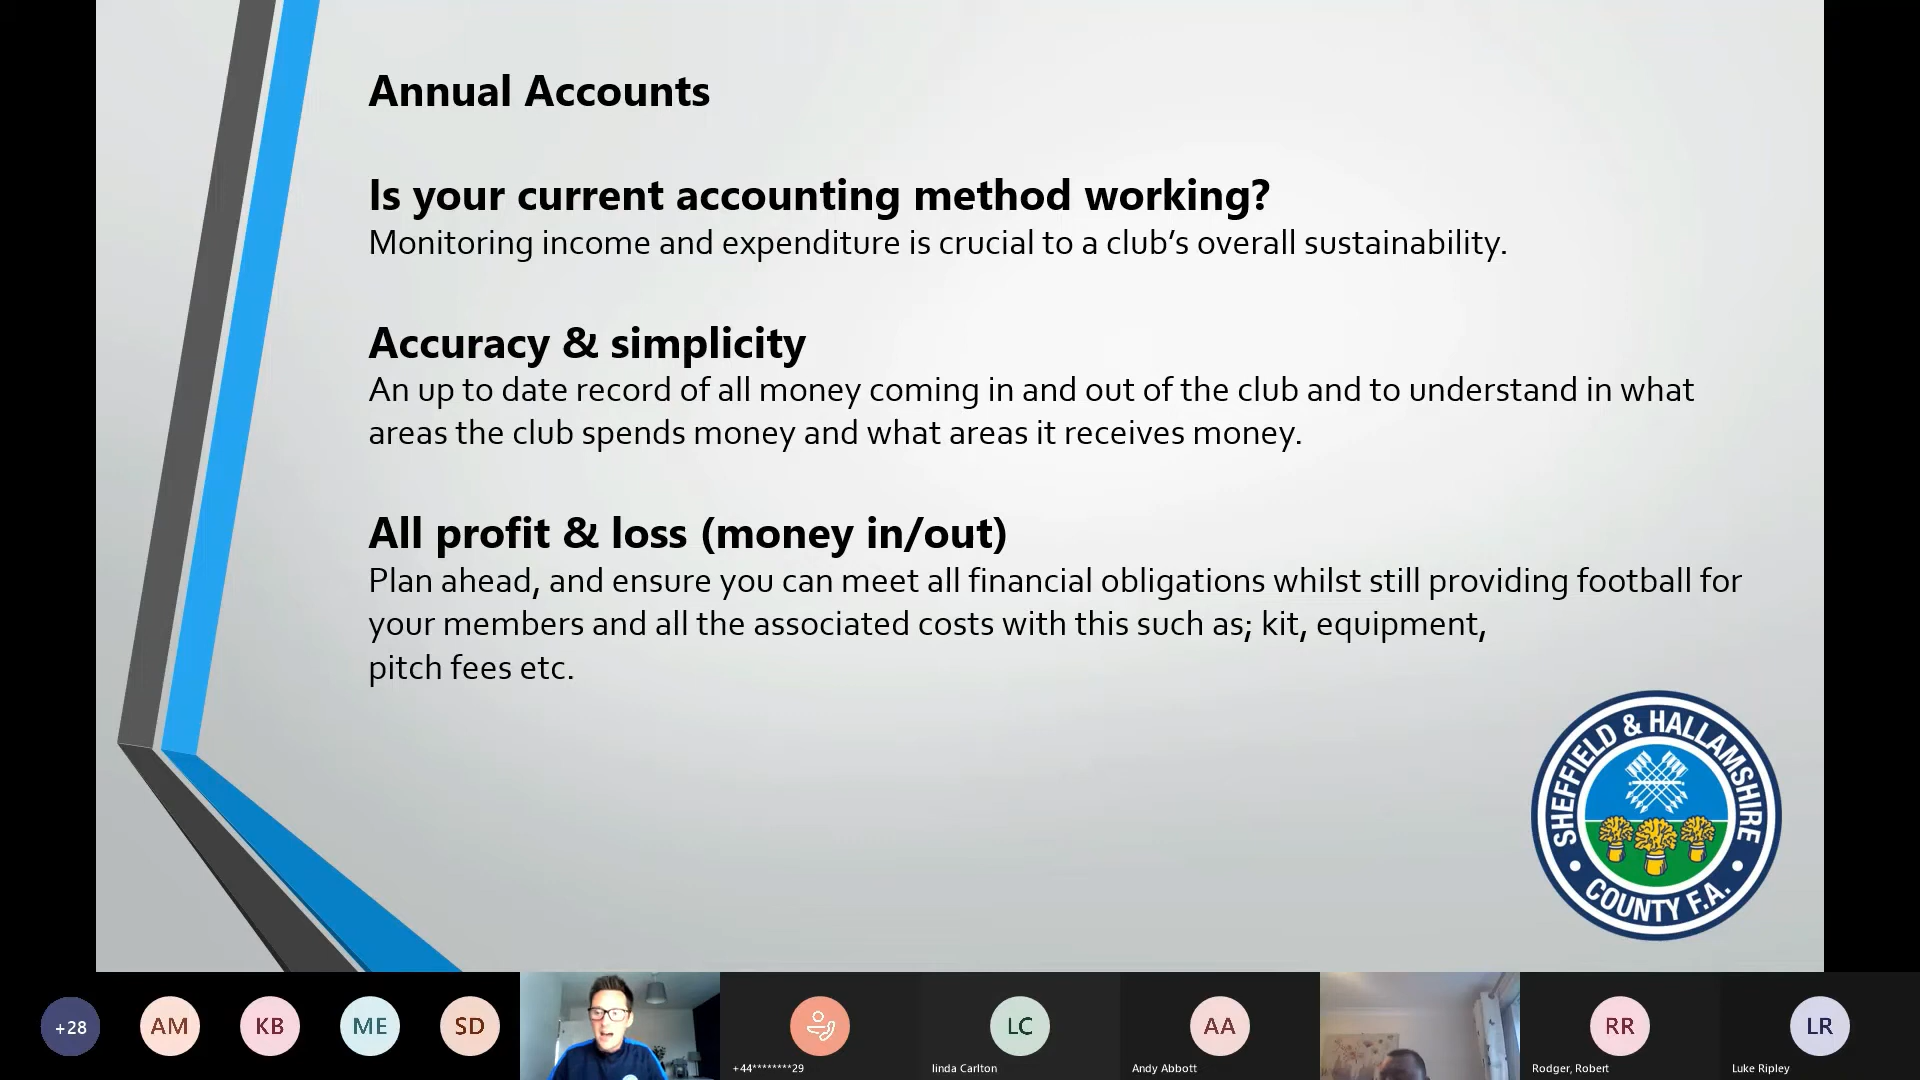 Annual Accounts
Is your current accounting method working?
Monitoring income and expenditure is crucial to a club’s overall sustainability.
Accuracy & simplicity
An up to date record of all money coming in and out of the club and to understand in what
areas the club spends money and what areas it receives money.
All profit & loss (money in/out)
Plan ahead, and ensure you can meet all financial obligations whilst still providing football for
your members and all the associated costs with this such as; kit, equipment,
pitch fees etc.
SHEFFIELD & HALLAMSHIRE
COUNTY F.A.
+28
AM
KB
ME
SD
LC
AA
RR
LR
+44********29
linda Carlton
Andy Abbott
Rodger, Robert
Luke Ripley